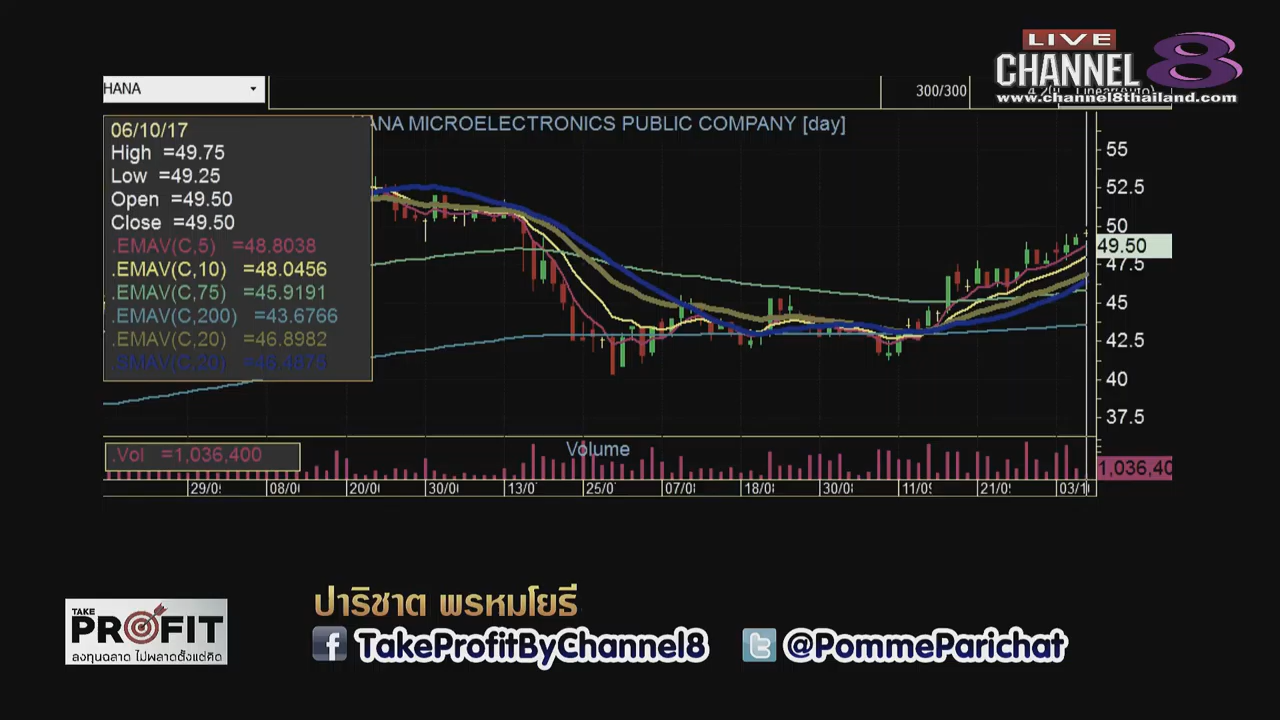 LIVE
CHANNEL 8
www.channel8thailand.com
HANA
300/300
HANA MICROELECTRONICS PUBLIC COMPANY [day]
06/10/17
High =49.75
Low =49.25
Open =49.50
Close =49.50
.EMAV(C,5) =48.8038
.EMAV(C,10) =48.0456
.EMAV(C,75) =45.9191
.EMAV(C,200) =43.6766
.EMAV(C,20) =46.8982
.SMAV(C,20) =46.4875
55
52.5
50
49.50
47.5
45
42.5
40
37.5
.Vol =1,036,400
Volume
1,036,40
29/0 08/0 20/0 30/0 13/0 25/0 07/0 18/0 30/0 11/0 21/0 03/1
TAKE
PROFIT
ลงทุนฉลาด ไม่พลาดตั้งแต่คิด
ปาริชาต พรหมโยธี
f TakeProfitByChannel8
t @PommeParichat